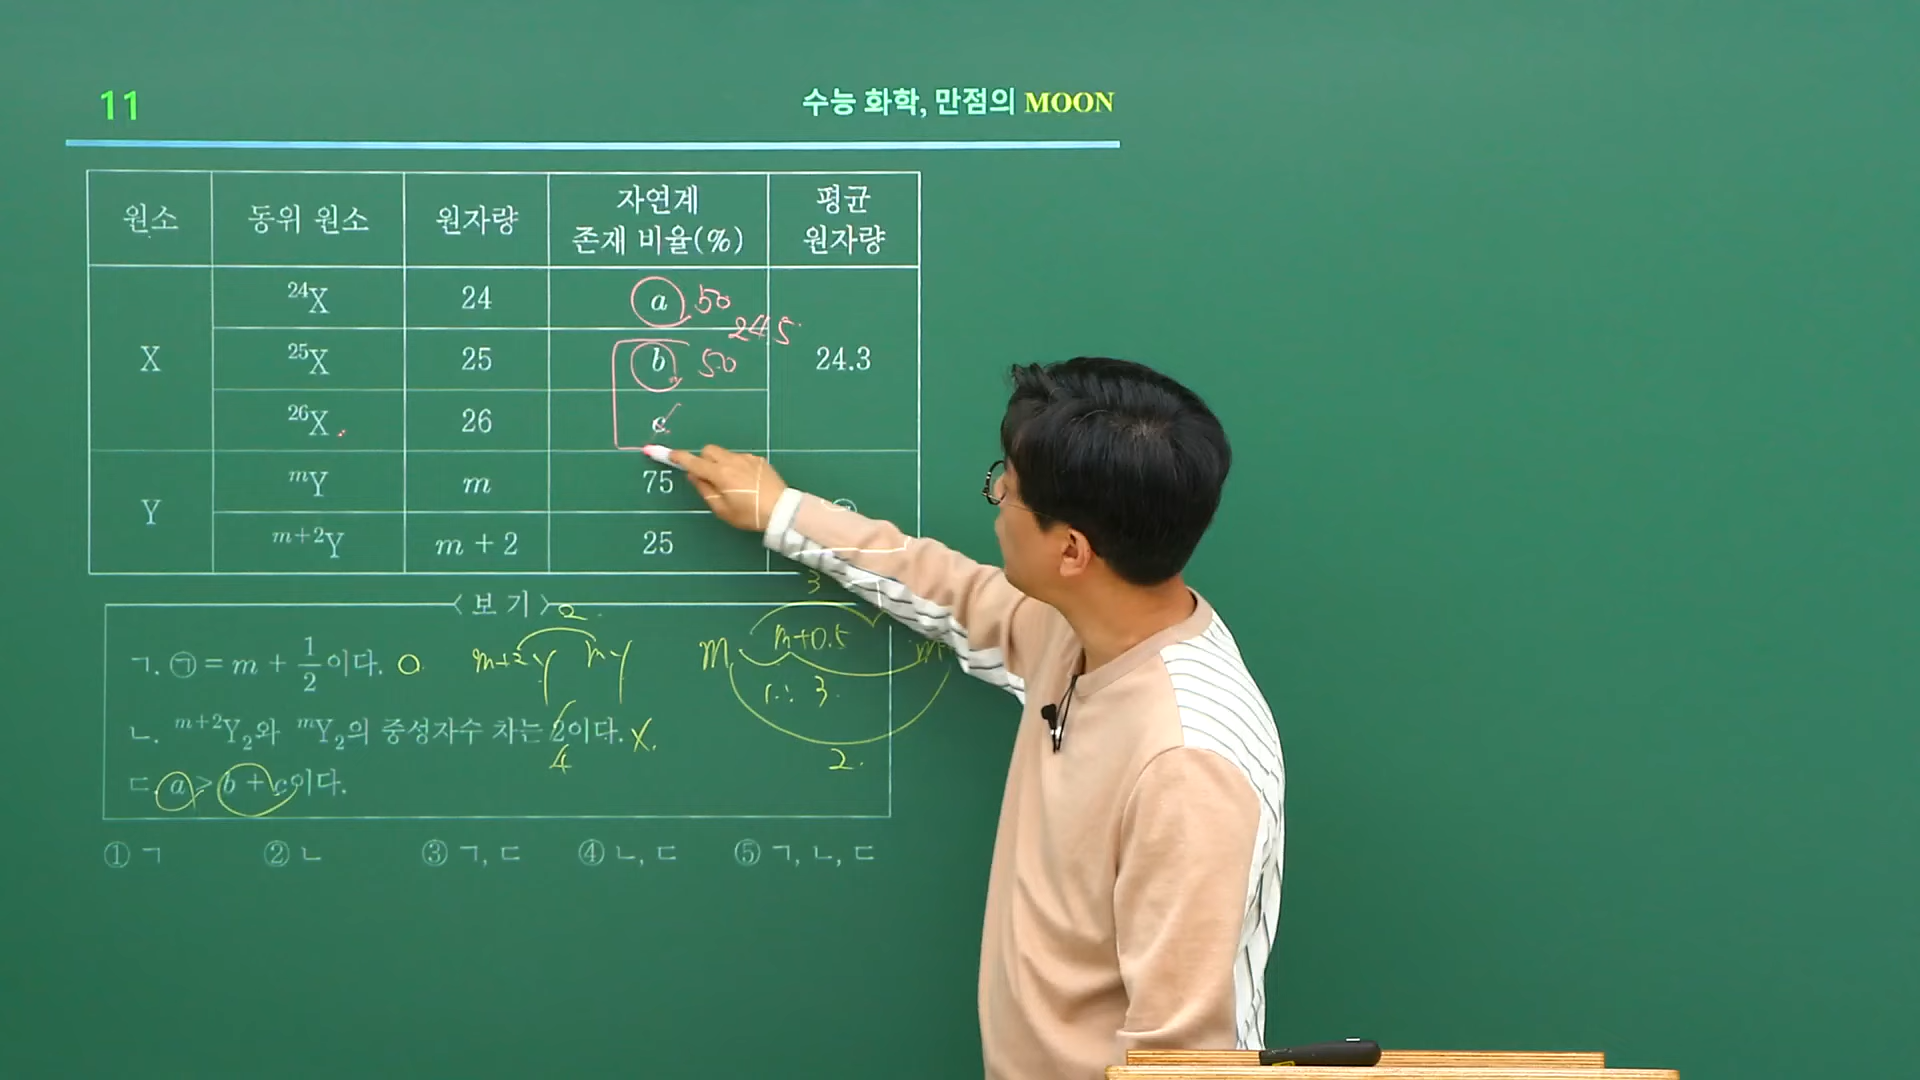 11
수능 화학, 만점의 MOON
원소 동위 원소 원자량 자연계 존재 비율(%) 평균 원자량
X ²⁴X 24 a 50 24.3
24.5
²⁵X 25 b 50
²⁶X 26 c
Y ᵐY m 75
ᵐ⁺²Y m + 2 25
3
〈보 기〉
2
ㄱ. ㉠ = m + 1/2이다. O
m+2Y mY
m m+0.5
1 : 3
ㄴ. ᵐ⁺²Y₂와 ᵐY₂의 중성자수 차는 2이다. X.
4
2.
ㄷ. a > b + c이다.
① ㄱ ② ㄴ ③ ㄱ, ㄷ ④ ㄴ, ㄷ ⑤ ㄱ, ㄴ, ㄷ